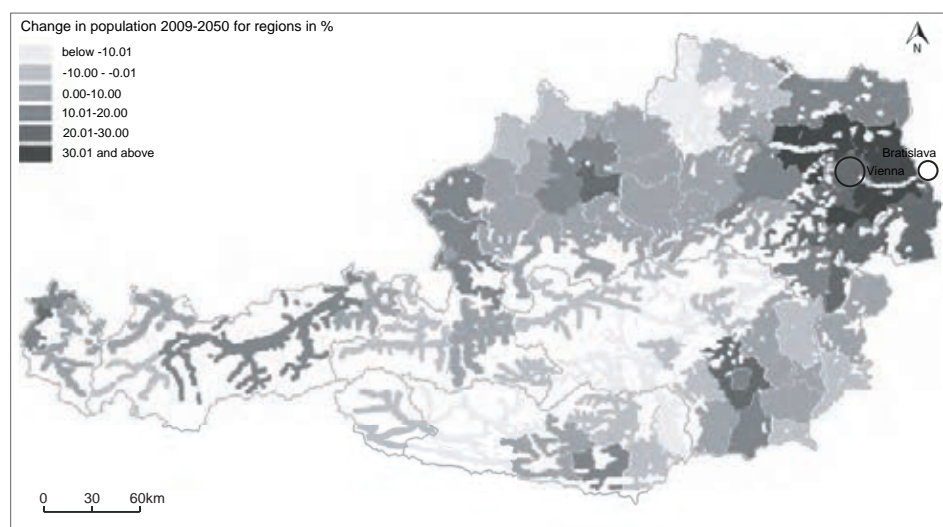 Change in population 2009-2050 for regions in %
below -10.01
-10.00 - -0.01
0.00-10.00
10.01-20.00
20.01-30.00
30.01 and above
N
Bratislava
Vienna
0 30 60km